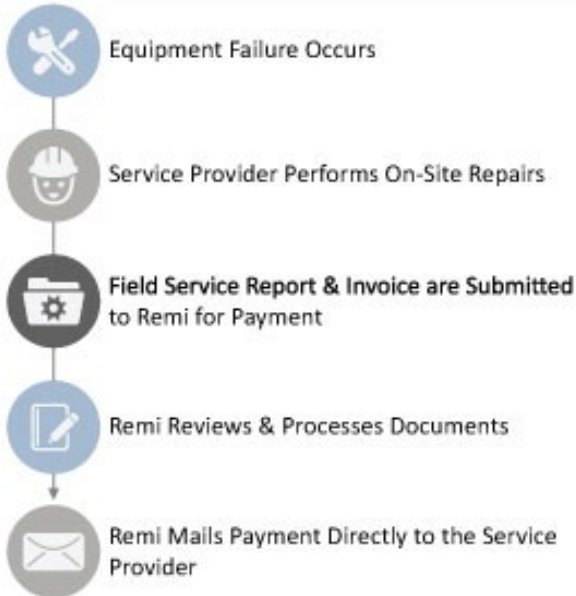 Equipment Failure Occurs
Service Provider Performs On-Site Repairs
Field Service Report & Invoice are Submitted
to Remi for Payment
Remi Reviews & Processes Documents
Remi Mails Payment Directly to the Service
Provider